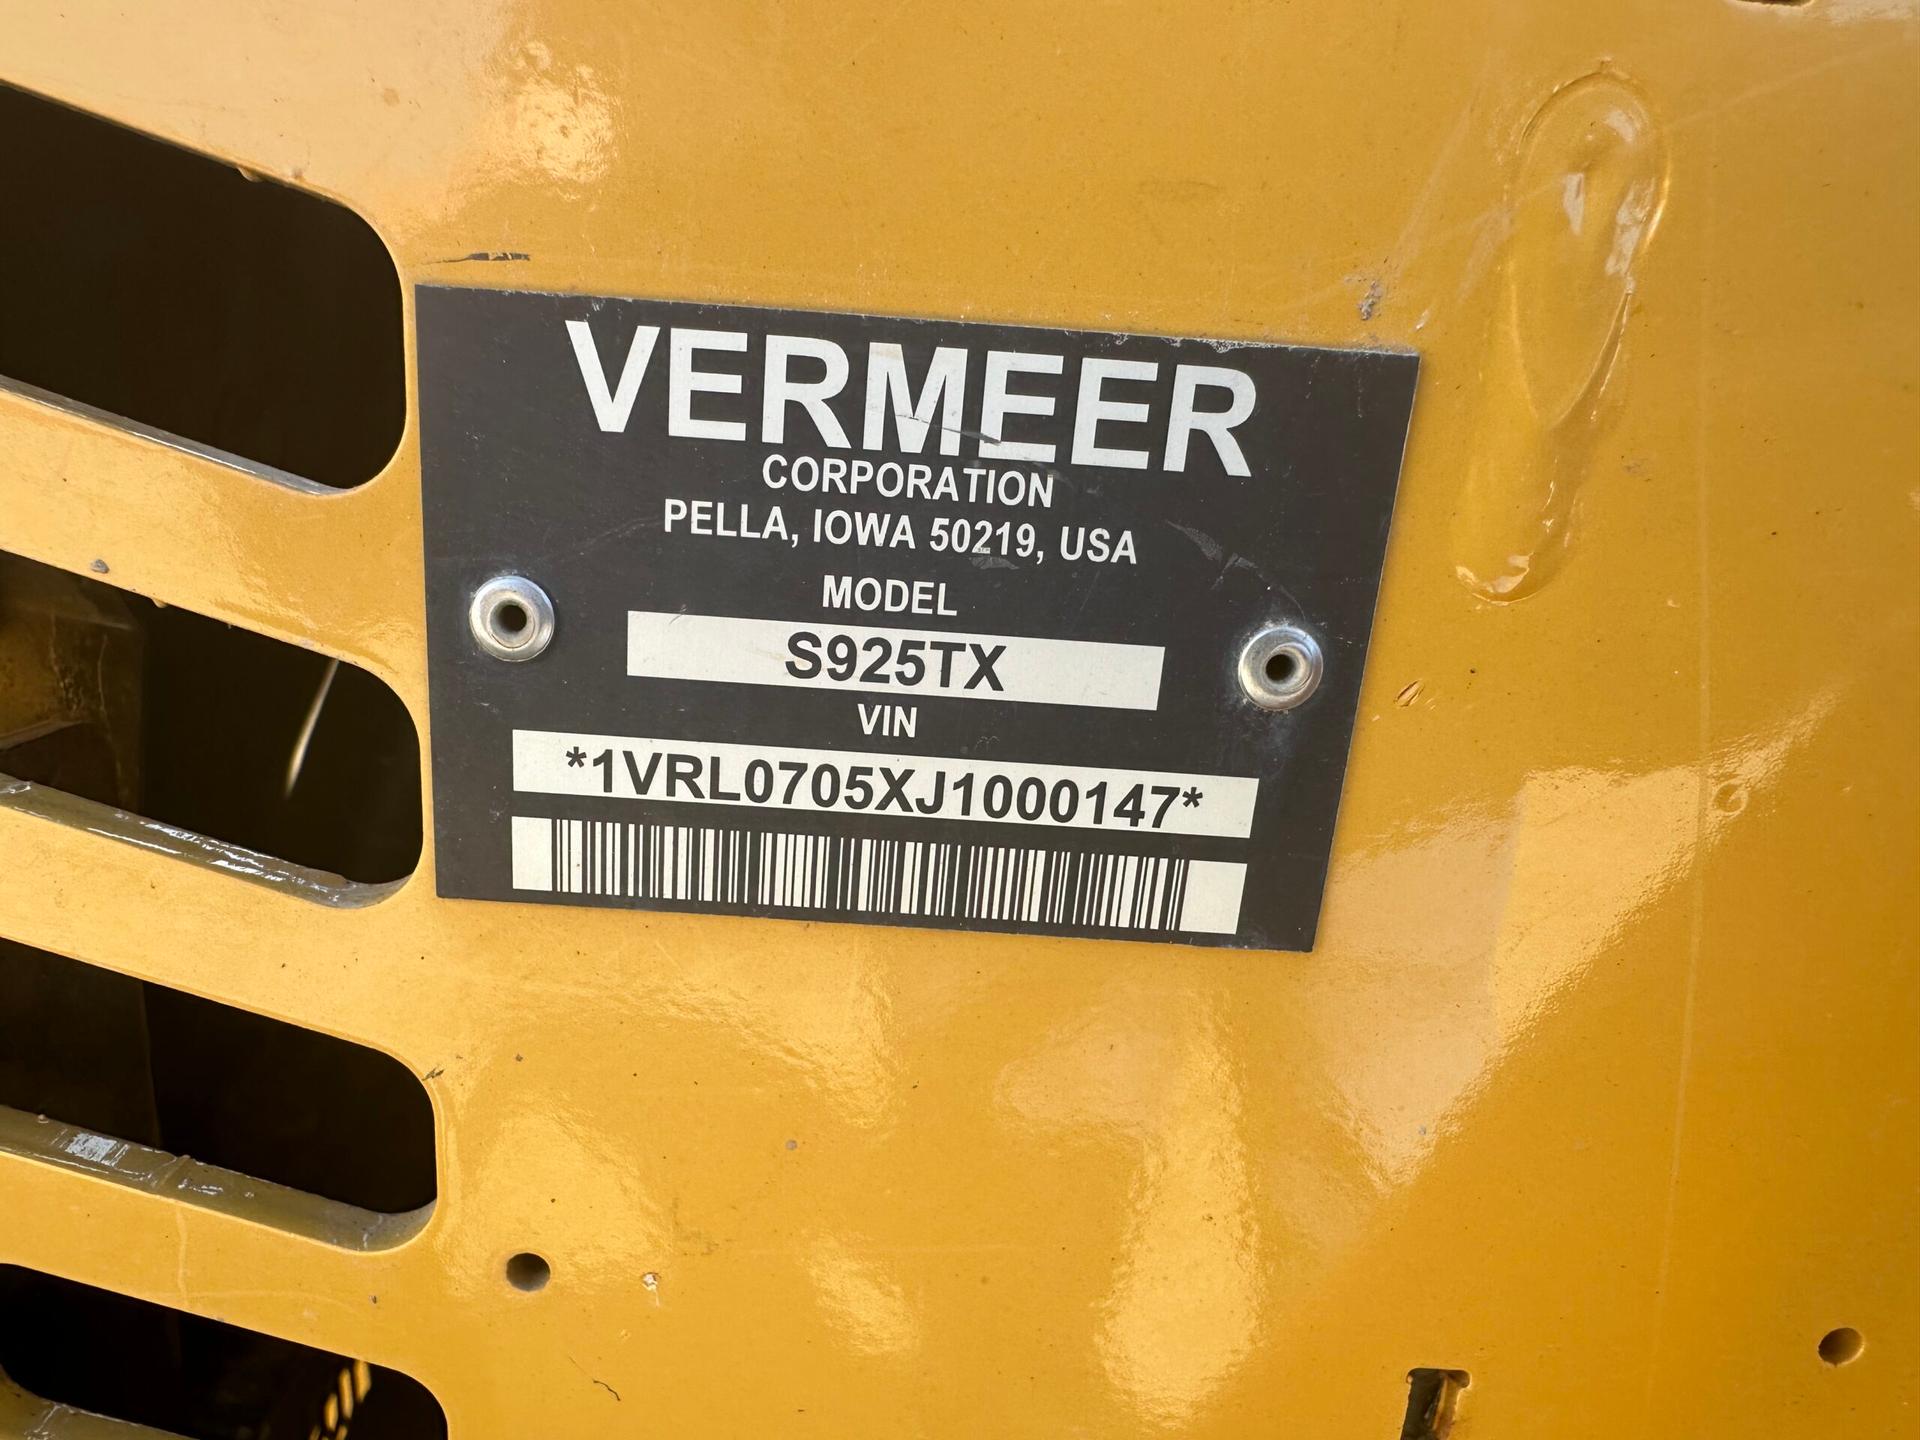 VERMEER
CORPORATION
PELLA, IOWA 50219, USA
MODEL
S925TX
VIN
*1VRL0705XJ1000147*